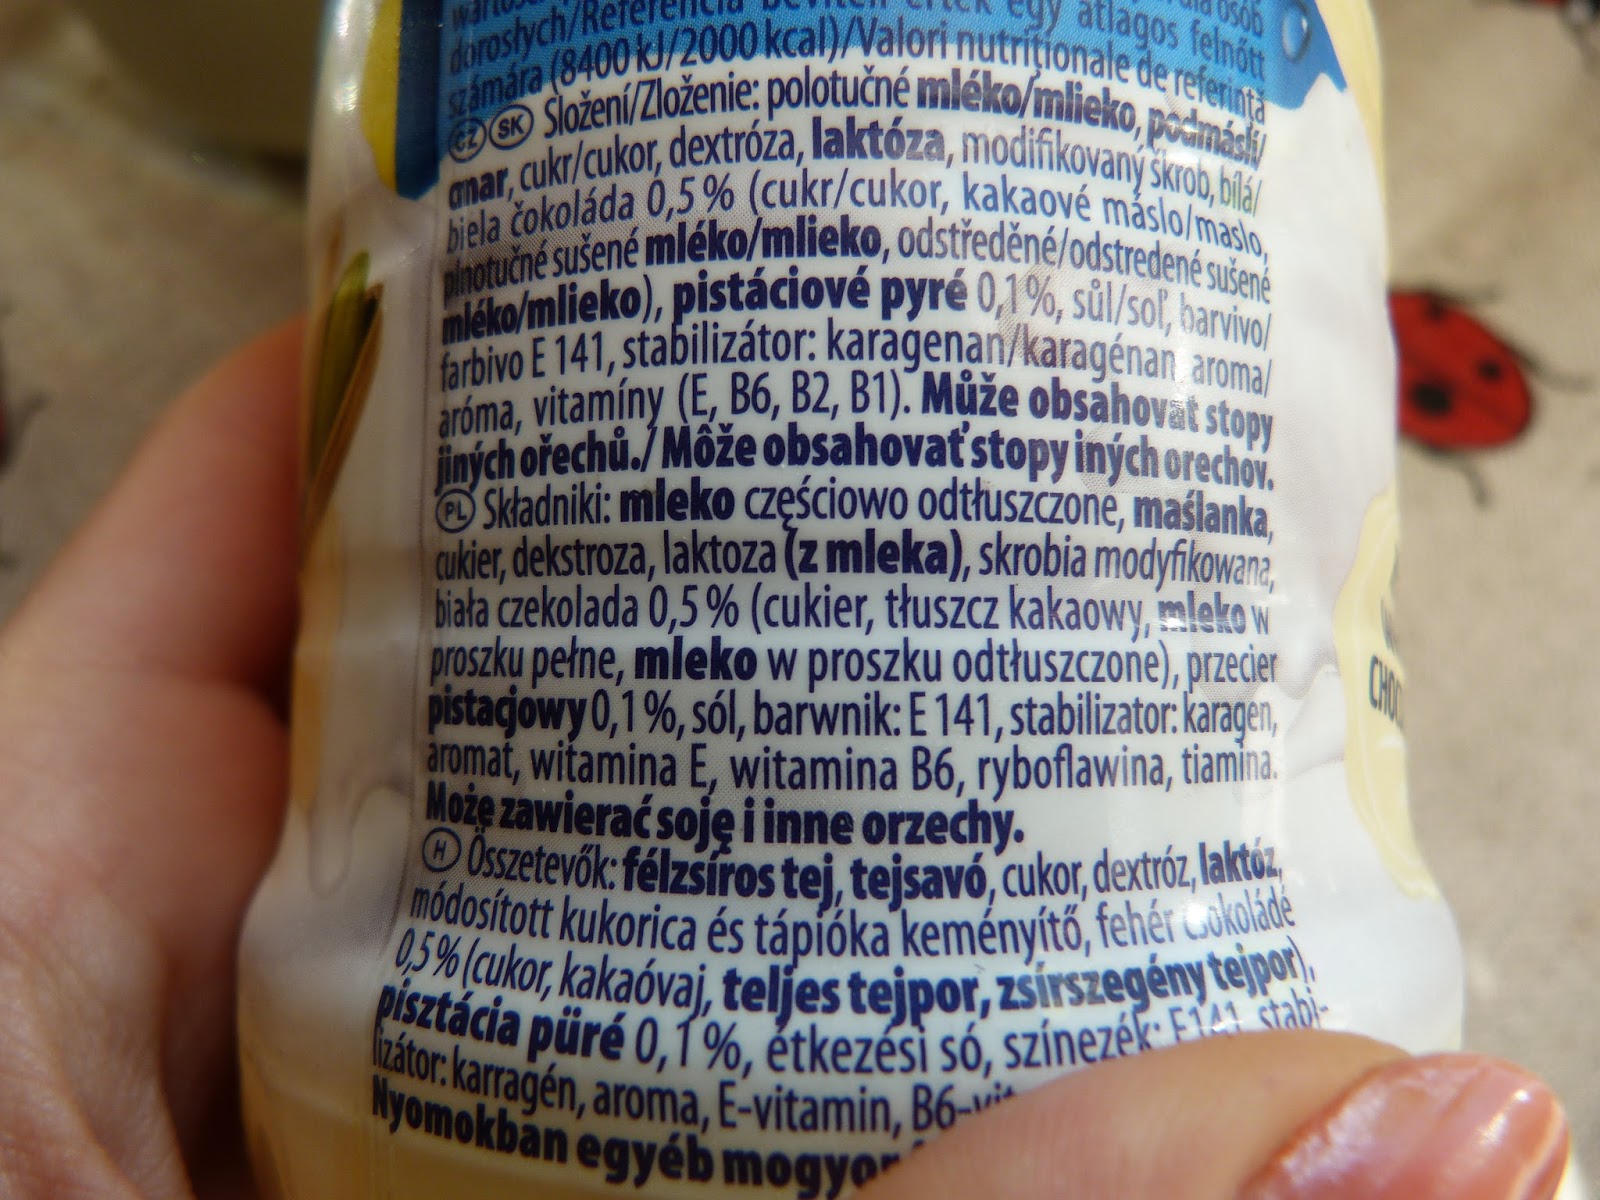 dorosłych/Referencia beviteli érték egy átlagos felnőtt
számára (8400 kJ/2000 kcal)/Valori nutriționale de referință
CZ SK Složení/Zloženie: polotučné mléko/mlieko, podmáslí/
cmar, cukr/cukor, dextróza, laktóza, modifikovaný škrob, bílá/
biela čokoláda 0,5 % (cukr/cukor, kakaové máslo/maslo,
plnotučné sušené mléko/mlieko, odstředěné/odstredené sušené
mléko/mlieko), pistáciové pyré 0,1%, sůl/soľ, barvivo/
farbivo E 141, stabilizátor: karagenan/karagénan, aroma/
aróma, vitamíny (E, B6, B2, B1). Může obsahovat stopy
jiných ořechů./ Môže obsahovať stopy iných orechov.
PL Składniki: mleko częściowo odtłuszczone, maślanka,
cukier, dekstroza, laktoza (z mleka), skrobia modyfikowana,
biała czekolada 0,5 % (cukier, tłuszcz kakaowy, mleko w
proszku pełne, mleko w proszku odtłuszczone), przecier
pistacjowy 0,1 %, sól, barwnik: E 141, stabilizator: karagen,
aromat, witamina E, witamina B6, ryboflawina, tiamina.
Może zawierać soję i inne orzechy.
H Összetevők: félzsíros tej, tejsavó, cukor, dextróz, laktóz,
módosított kukorica és tápióka keményítő, fehér csokoládé
0,5 % (cukor, kakaóvaj, teljes tejpor, zsírszegény tejpor),
pisztácia püré 0,1 %, étkezési só, színezék: E141, stabi-
lizátor: karragén, aroma, E-vitamin,
Nyomokban egyéb